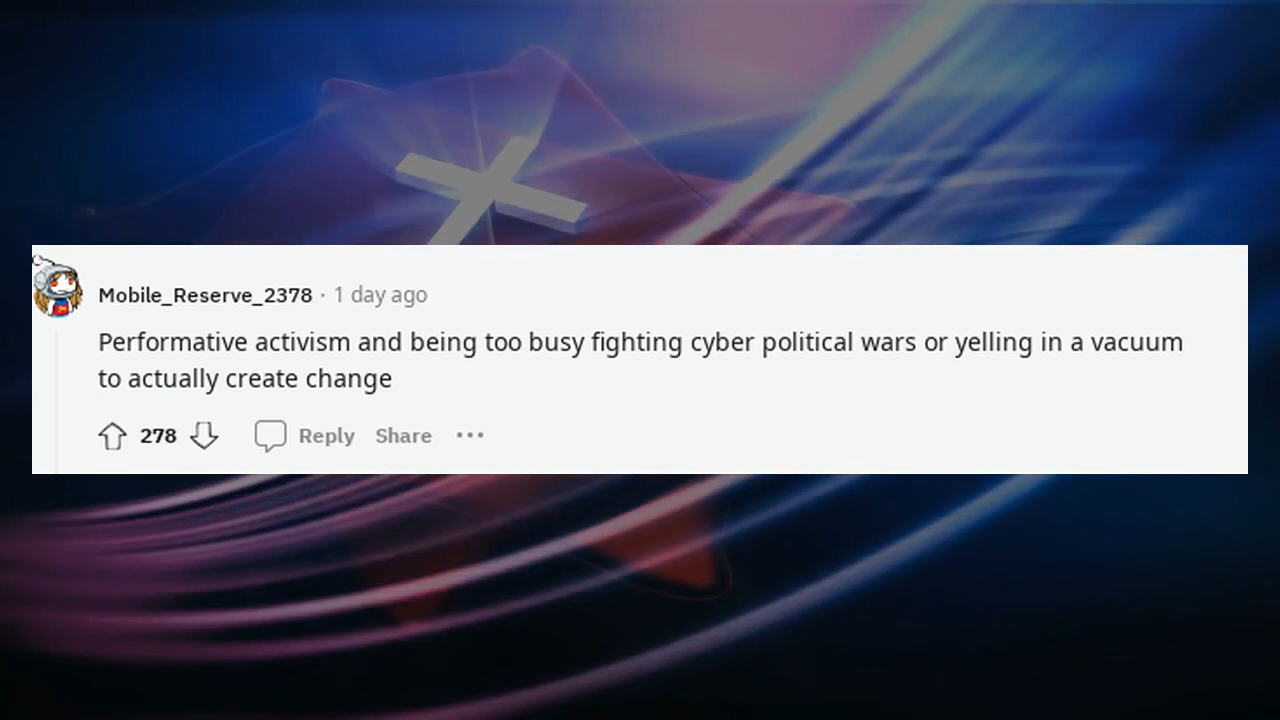 Mobile_Reserve_2378 · 1 day ago
Performative activism and being too busy fighting cyber political wars or yelling in a vacuum
to actually create change
278 Reply Share ···